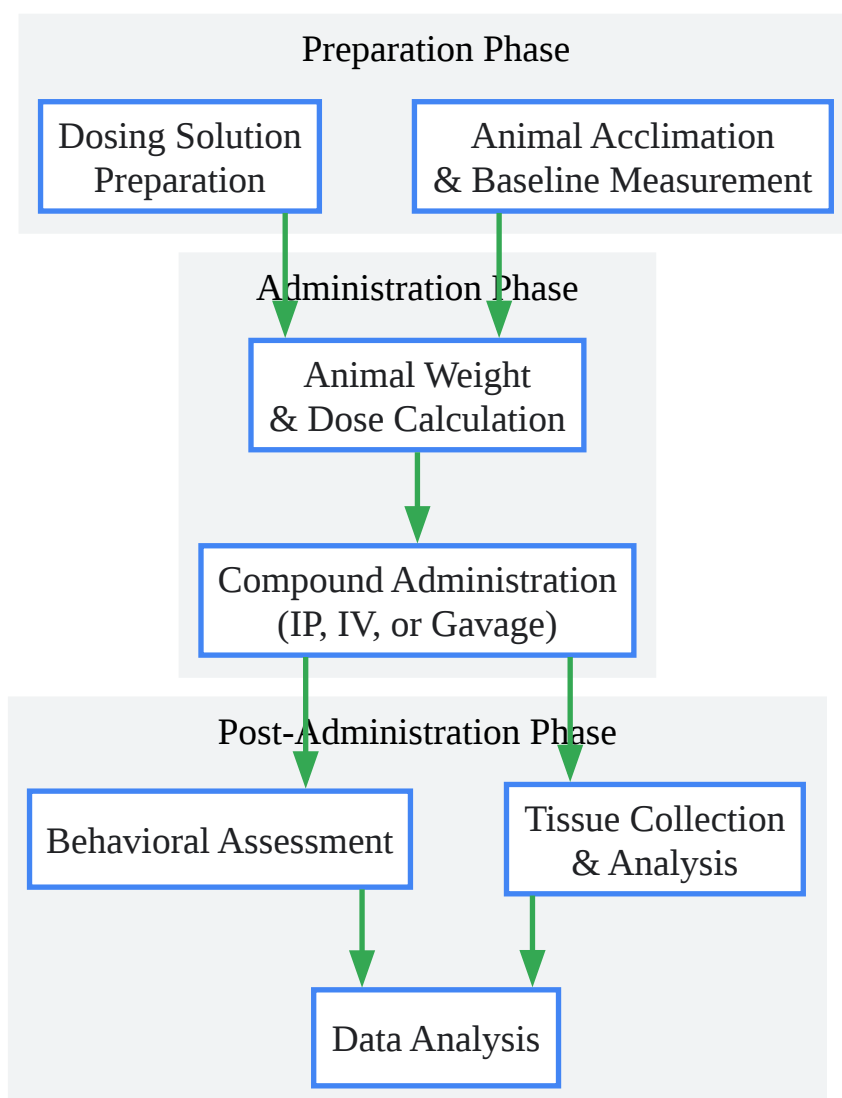 Preparation Phase
Dosing Solution
Preparation
Animal Acclimation
& Baseline Measurement
Administration Phase
Animal Weight
& Dose Calculation
Compound Administration
(IP, IV, or Gavage)
Post-Administration Phase
Behavioral Assessment
Tissue Collection
& Analysis
Data Analysis